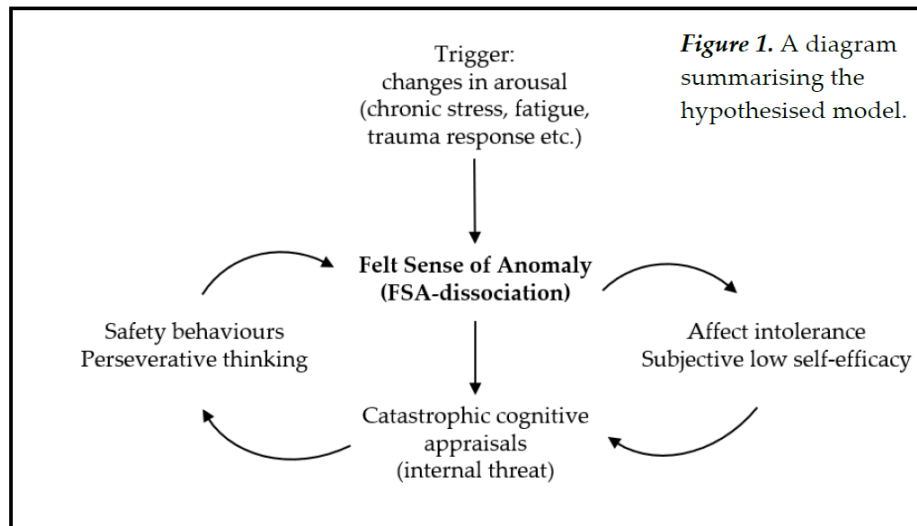 Trigger:
changes in arousal
(chronic stress, fatigue,
trauma response etc.)
Figure 1. A diagram
summarising the
hypothesised model.
Felt Sense of Anomaly
(FSA-dissociation)
Safety behaviours
Perseverative thinking
Affect intolerance
Subjective low self-efficacy
Catastrophic cognitive
appraisals
(internal threat)